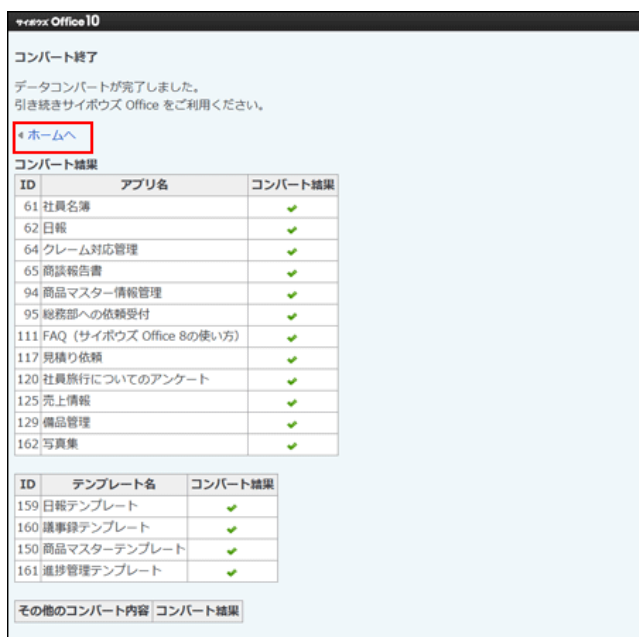 サイボウズ Office 10
コンバート終了
データコンバートが完了しました。
引き続きサイボウズ Office をご利用ください。
ホームへ
コンバート結果
ID アプリ名 コンバート結果
61 社員名簿
62 日報
64 クレーム対応管理
65 商談報告書
94 商品マスター情報管理
95 総務部への依頼受付
111 FAQ（サイボウズ Office 8の使い方）
117 見積り依頼
120 社員旅行についてのアンケート
125 売上情報
129 備品管理
162 写真集
ID テンプレート名 コンバート結果
159 日報テンプレート
160 議事録テンプレート
150 商品マスターテンプレート
161 進捗管理テンプレート
その他のコンバート内容 コンバート結果